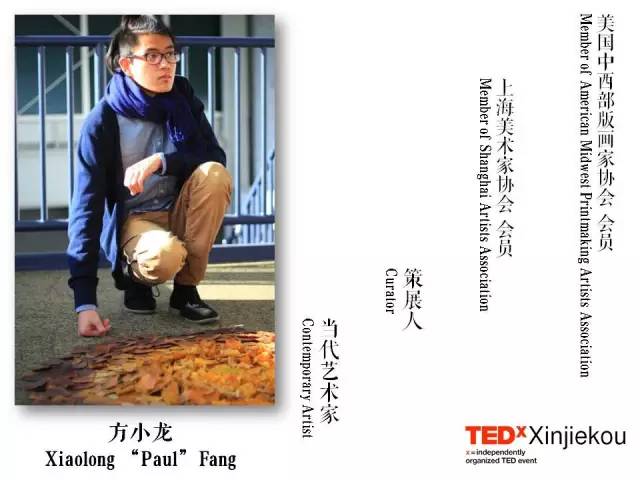 美国中西部版画家协会 会员
Member of American Midwest Printmaking Artists Association
上海美术家协会 会员
Member of Shanghai Artists Association
策展人
Curator
当代艺术家
Contemporary Artist
方小龙
Xiaolong “Paul” Fang
TEDx Xinjiekou
x = independently
organized TED event